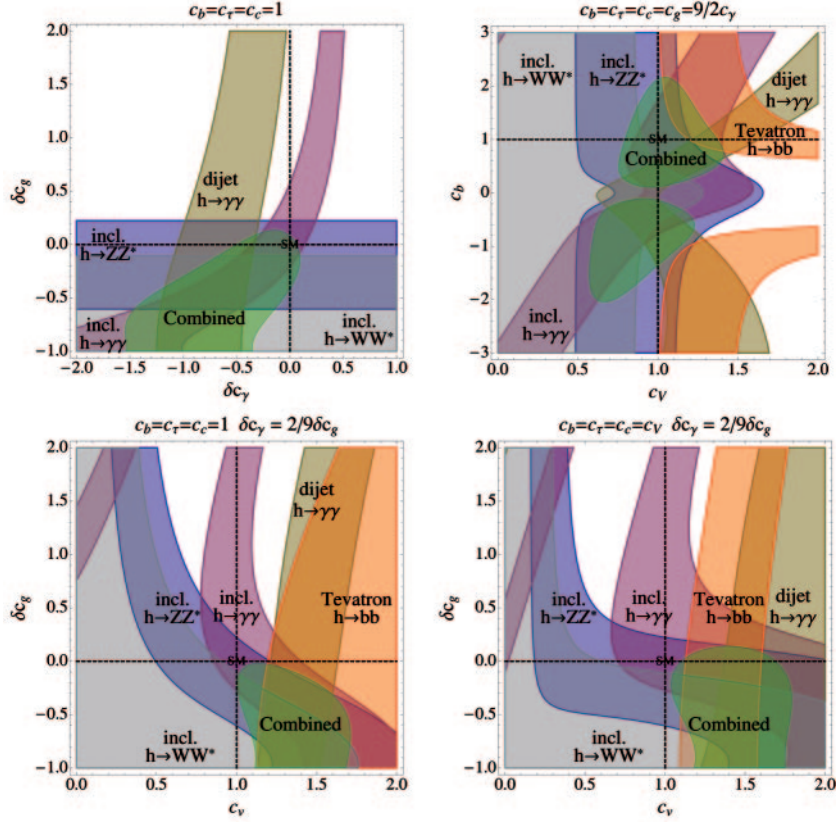 c_b=c_τ=c_c=1
2.0
1.5
1.0
0.5
0.0
−0.5
−1.0
δc_g
dijet
h→γγ
incl.
h→ZZ*
SM
Combined
incl.
h→γγ
incl.
h→WW*
−2.0
−1.5
−1.0
−0.5
0.0
0.5
1.0
δc_γ
c_b=c_τ=c_c=c_g=9/2c_γ
3
2
1
0
−1
−2
−3
c_b
incl.
h→WW*
incl.
h→ZZ*
dijet
h→γγ
Tevatron
h→bb
SM
Combined
incl.
h→γγ
0.0
0.5
1.0
1.5
2.0
c_V
c_b=c_τ=c_c=1 δc_γ = 2/9δc_g
2.0
1.5
1.0
0.5
0.0
−0.5
−1.0
δc_g
dijet
h→γγ
incl.
h→ZZ*
incl.
h→γγ
Tevatron
h→bb
SM
Combined
incl.
h→WW*
0.0
0.5
1.0
1.5
2.0
c_v
c_b=c_τ=c_c=c_V δc_γ = 2/9δc_g
2.0
1.5
1.0
0.5
0.0
−0.5
−1.0
δc_g
incl.
h→ZZ*
incl.
h→γγ
Tevatron
h→bb
dijet
h→γγ
SM
Combined
incl.
h→WW*
0.0
0.5
1.0
1.5
2.0
c_v